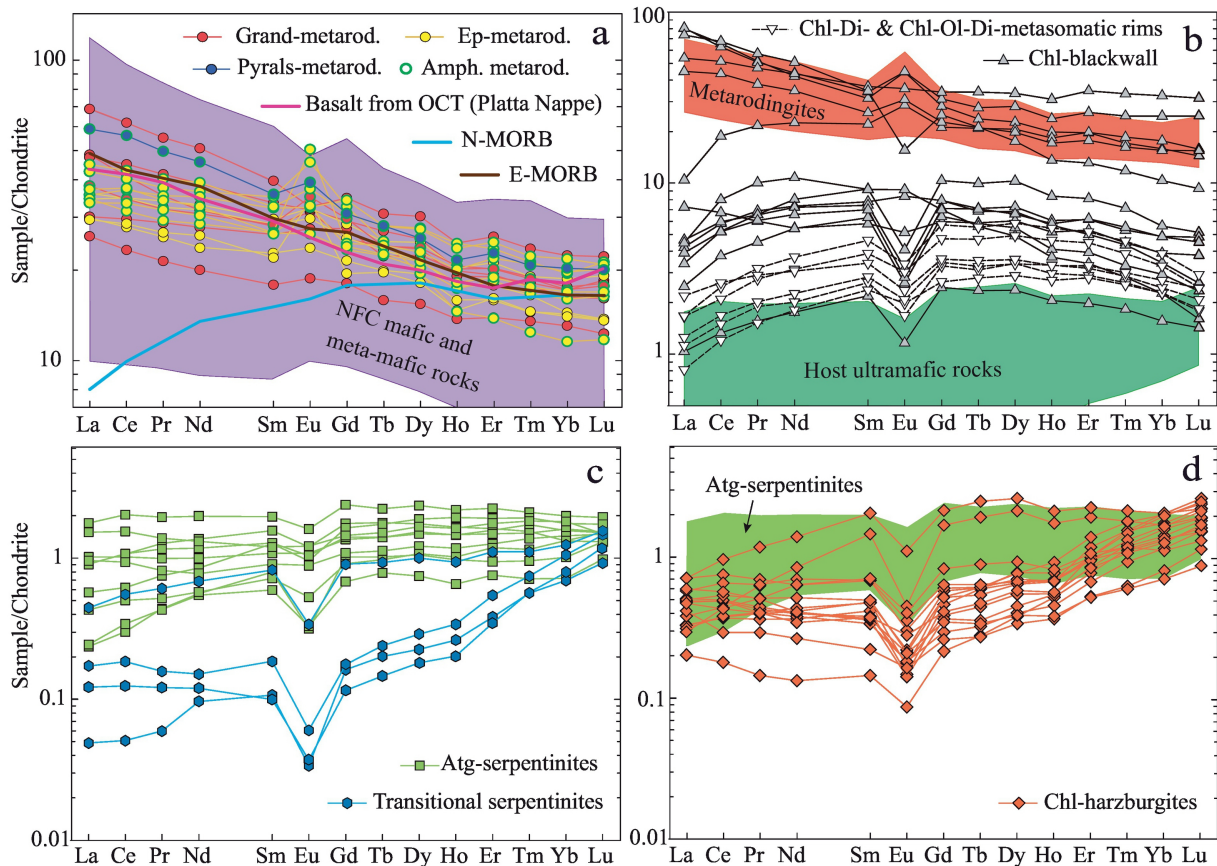 a
Grand-metarod.
Ep-metarod.
Pyrals-metarod.
Amph. metarod.
Basalt from OCT (Platta Nappe)
N-MORB
E-MORB
NFC mafic and
meta-mafic rocks
Sample/Chondrite
100
10
La Ce Pr Nd Sm Eu Gd Tb Dy Ho Er Tm Yb Lu
b
Chl-Di- & Chl-Ol-Di-metasomatic rims
Chl-blackwall
Metarodingites
Host ultramafic rocks
100
10
1
La Ce Pr Nd Sm Eu Gd Tb Dy Ho Er Tm Yb Lu
c
Sample/Chondrite
1
0.1
0.01
Atg-serpentinites
Transitional serpentinites
La Ce Pr Nd Sm Eu Gd Tb Dy Ho Er Tm Yb Lu
d
Atg-serpentinites
1
0.1
0.01
Chl-harzburgites
La Ce Pr Nd Sm Eu Gd Tb Dy Ho Er Tm Yb Lu